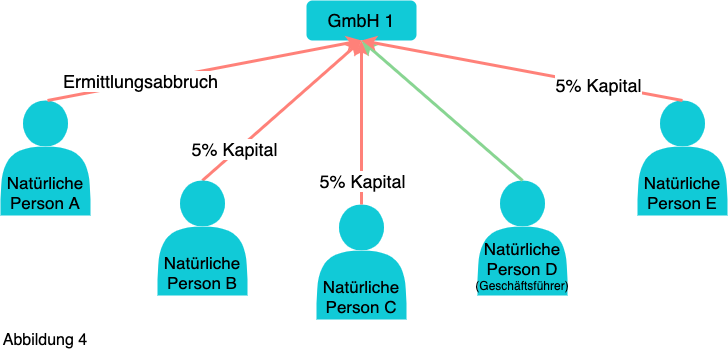 GmbH 1
Ermittlungsabbruch
5% Kapital
5% Kapital
5% Kapital
Natürliche
Person A
Natürliche
Person B
Natürliche
Person C
Natürliche
Person D
(Geschäftsführer)
Natürliche
Person E
Abbildung 4